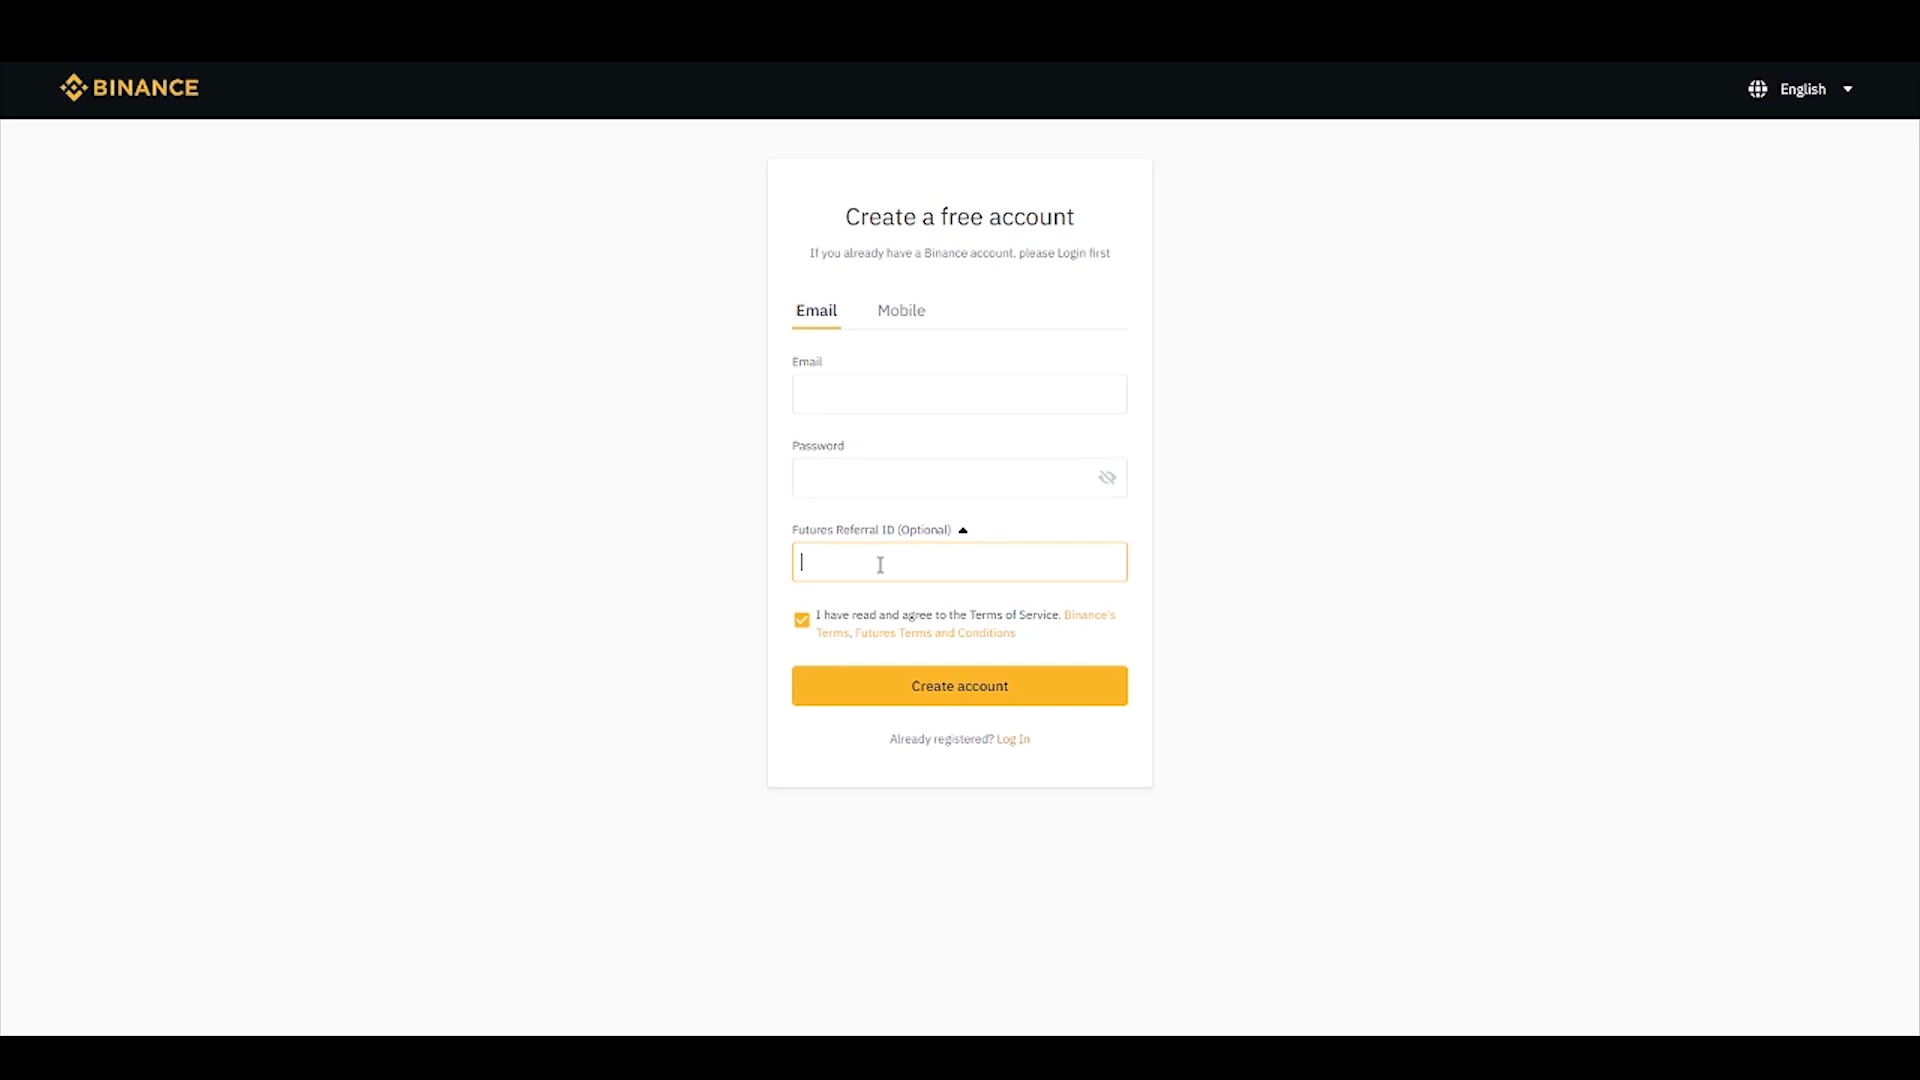 BINANCE
English
Create a free account
If you already have a Binance account, please Login first
Email Mobile
Email
Password
Futures Referral ID (Optional)
I have read and agree to the Terms of Service. Binance's
Terms, Futures Terms and Conditions
Create account
Already registered? Log In